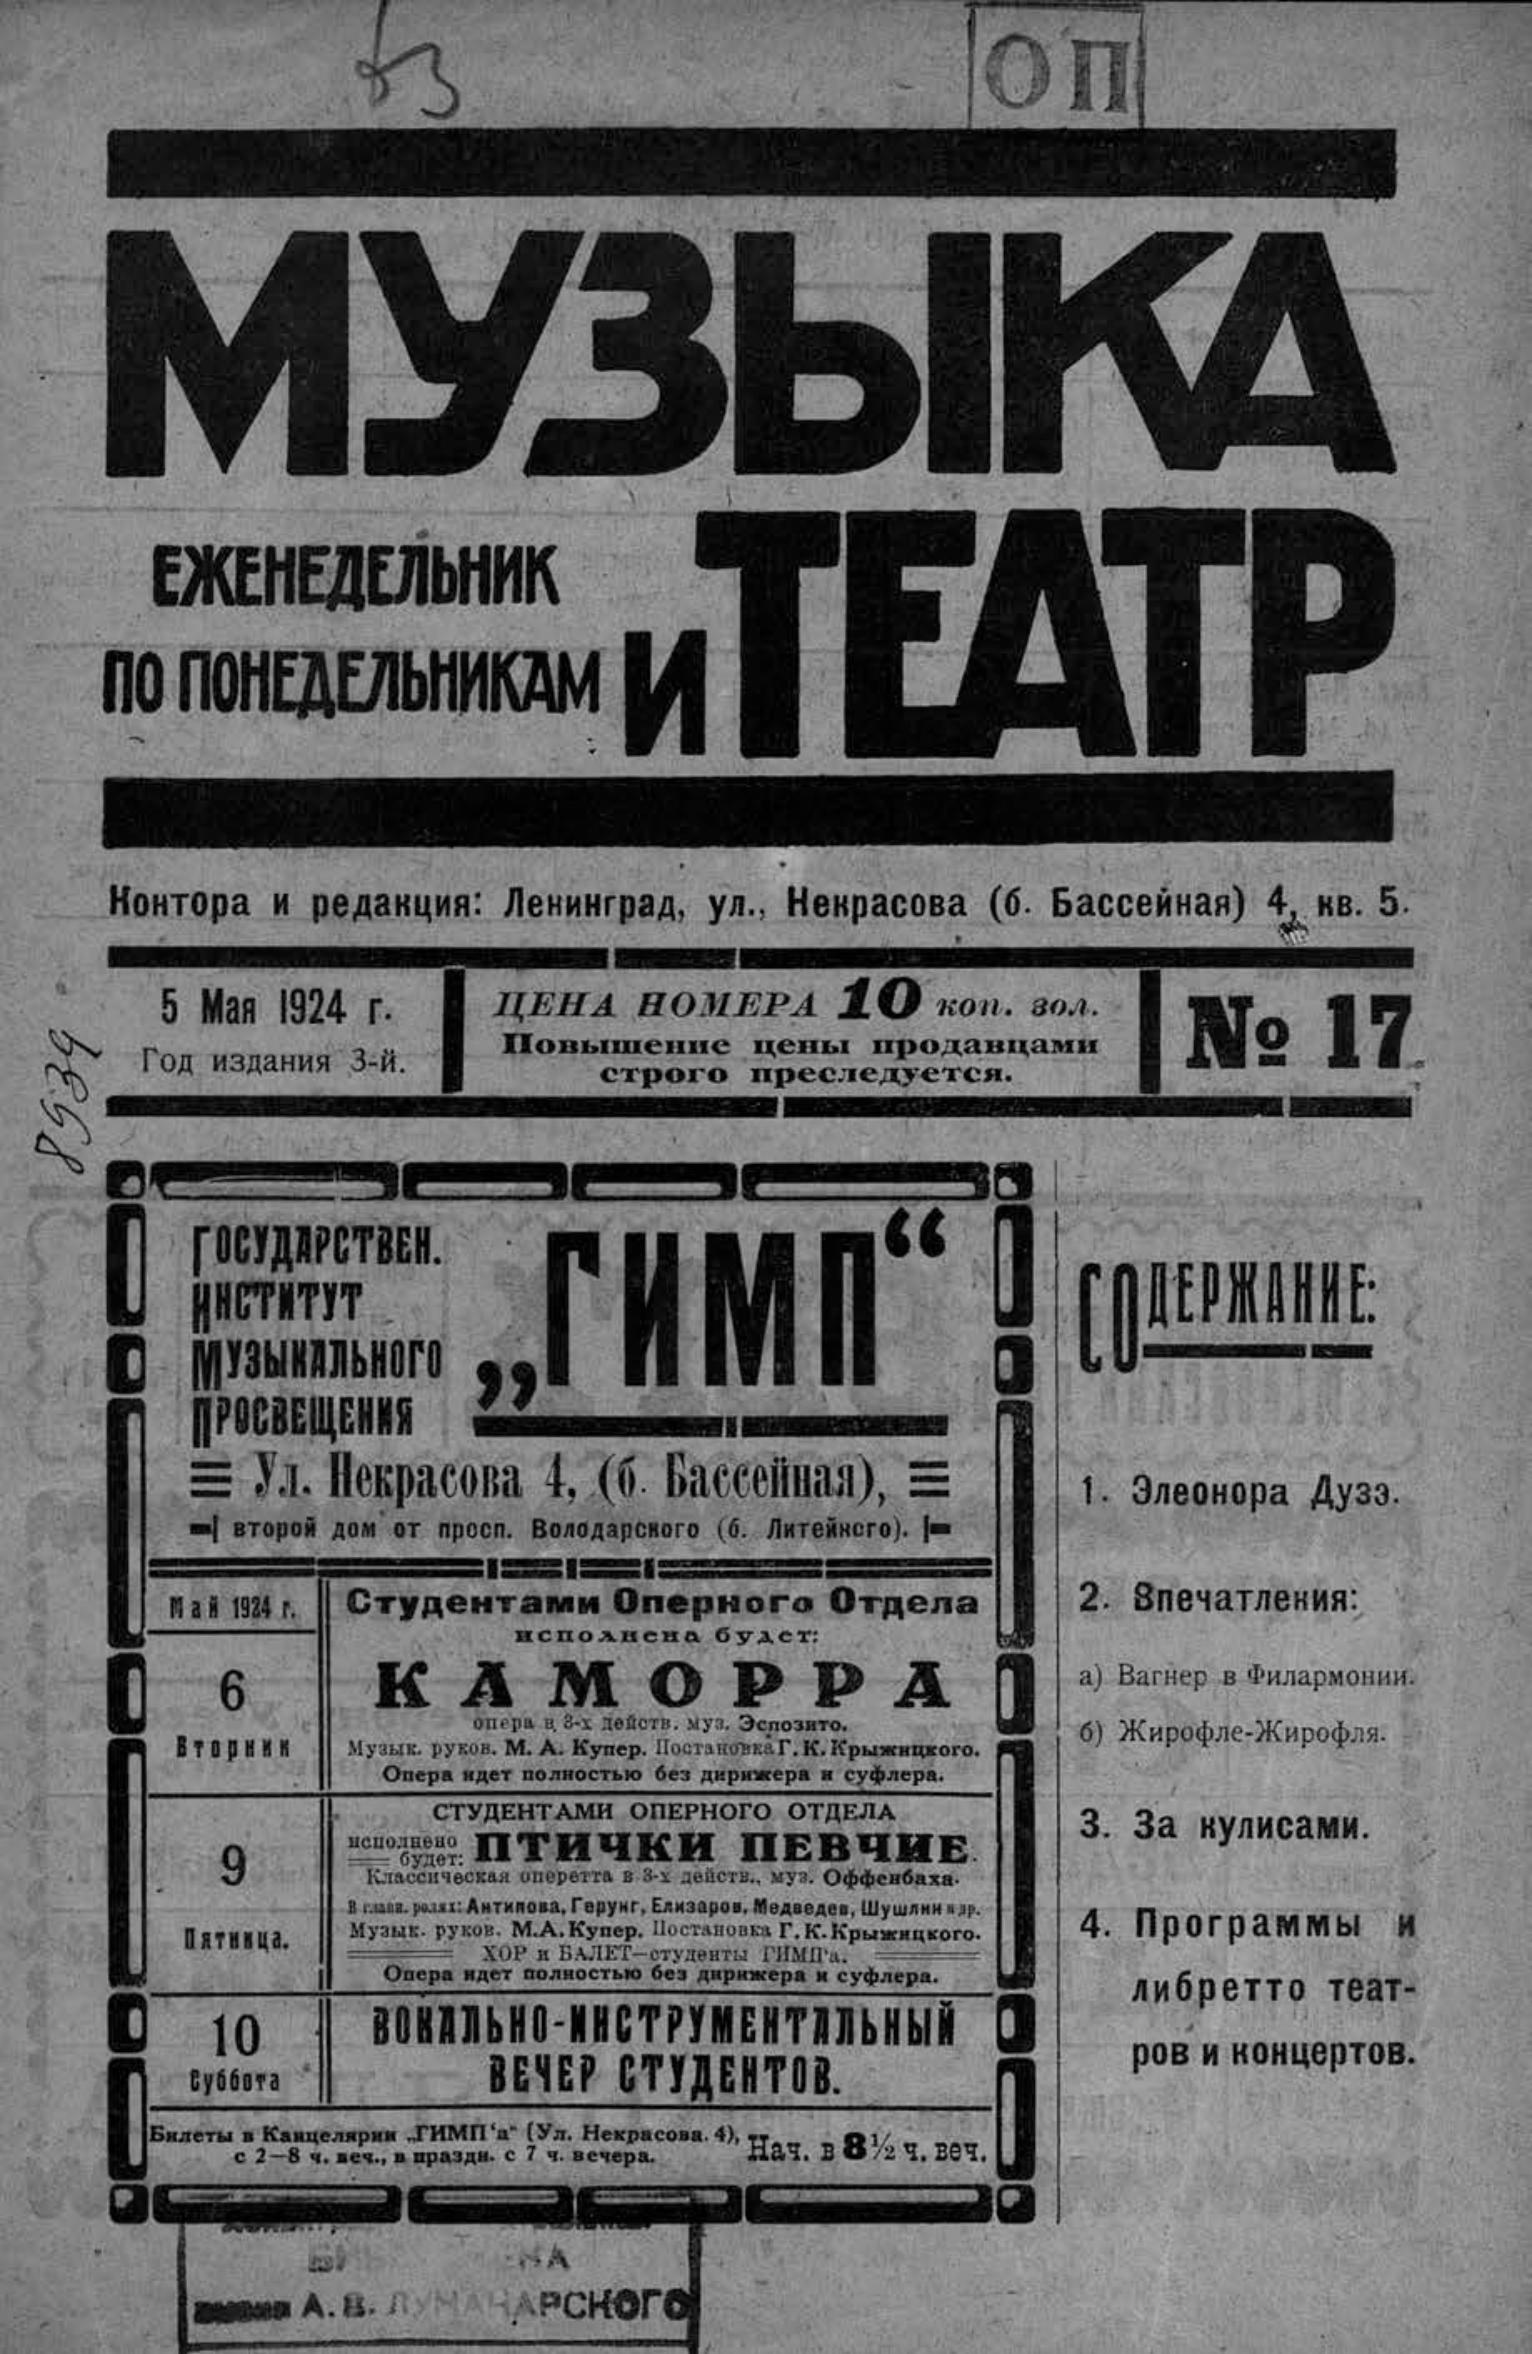 ОП
МУЗЫКА
ЕЖЕНЕДЕЛЬНИК
ПО ПОНЕДЕЛЬНИКАМ
И ТЕАТР
Контора и редакция: Ленинград, ул., Некрасова (б. Бассейная) 4, кв. 5.
5 Мая 1924 г.
Год издания 3-й.
ЦЕНА НОМЕРА 10 коп. зол.
Повышение цены продавцами
строго преследуется.
№ 17
8939
ГОСУДАРСТВЕН.
ИНСТИТУТ
МУЗЫКАЛЬНОГО
ПРОСВЕЩЕНИЯ
„ГИМП“
Ул. Некрасова 4, (б. Бассейная),
второй дом от просп. Володарского (б. Литейного).
Май 1924 г.
6
Вторник
Студентами Оперного Отдела
исполнена будет:
КАМОРРА
опера в 3-х действ. муз. Эспозито.
Музык. руков. М. А. Купер. Постановка Г. К. Крыжицкого.
Опера идет полностью без дирижера и суфлера.
9
Пятница.
СТУДЕНТАМИ ОПЕРНОГО ОТДЕЛА
исполнено
будет: ПТИЧКИ ПЕВЧИЕ.
Классическая оперетта в 3-х действ., муз. Оффенбаха.
В главн. ролях: Антипова, Герунг, Елизаров, Медведев, Шушлин и др.
Музык. руков. М.А. Купер. Постановка Г. К. Крыжицкого.
ХОР и БАЛЕТ—студенты ГИМП'а.
Опера идет полностью без дирижера и суфлера.
10
Суббота
ВОКАЛЬНО-ИНСТРУМЕНТАЛЬНЫЙ
ВЕЧЕР СТУДЕНТОВ.
Билеты в Канцелярии „ГИМП'а" (Ул. Некрасова. 4),
с 2—8 ч. веч., в праздн. с 7 ч. вечера.
Нач. в 8½ ч. веч.
СОДЕРЖАНИЕ:
1. Элеонора Дузэ.
2. Впечатления:
а) Вагнер в Филармонии.
б) Жирофле-Жирофля.
3. За кулисами.
4. Программы и
либретто теат-
ров и концертов.
А. В. ЛУНАЧАРСКОГО